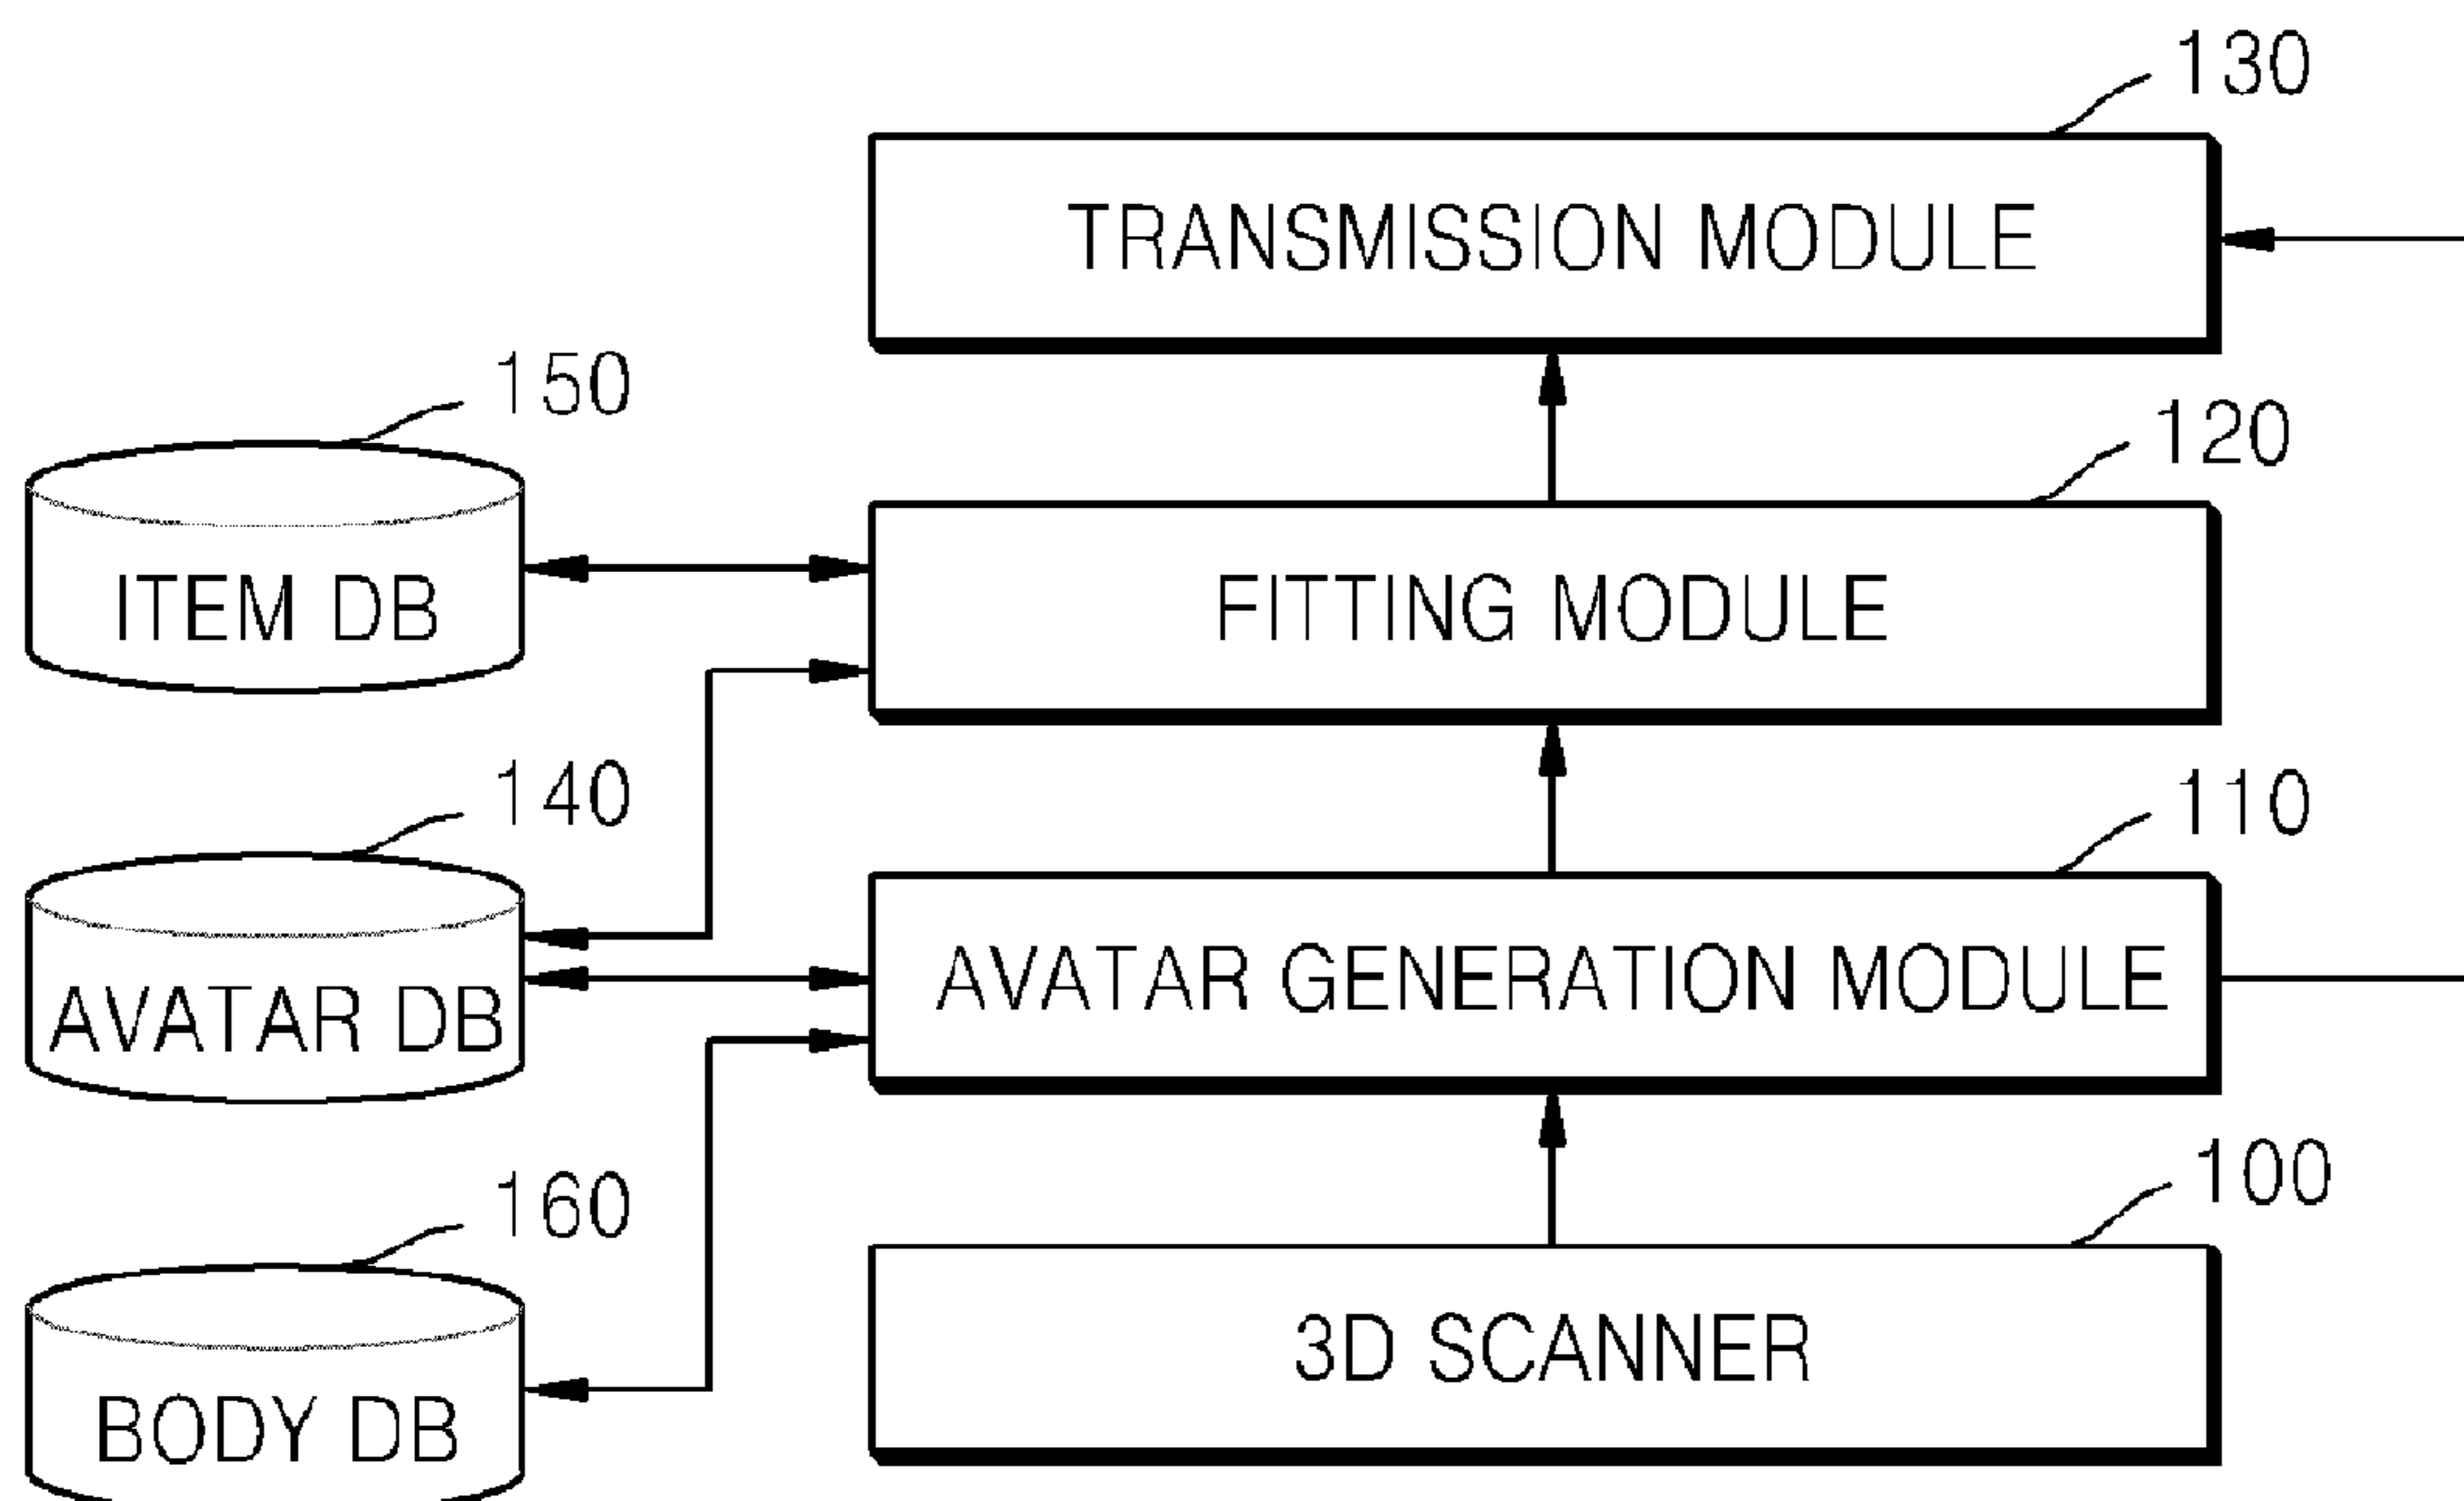 130
TRANSMISSION MODULE
150
120
ITEM DB
FITTING MODULE
140
110
AVATAR DB
AVATAR GENERATION MODULE
160
100
BODY DB
3D SCANNER